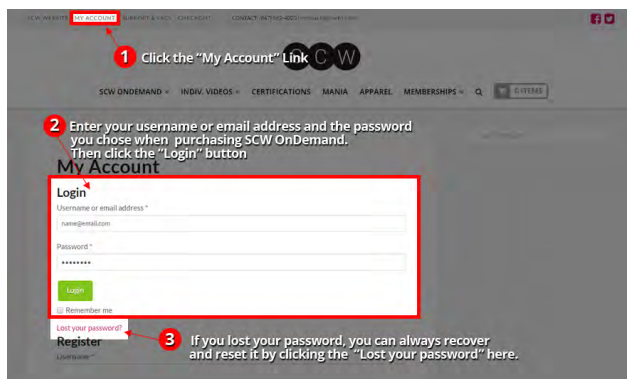 SCW WEBSITE MY ACCOUNT SUPPORT & FAQS CHECKOUT CONTACT
1 Click the "My Account" Link
SCW
SCW ONDEMAND INDIV. VIDEOS CERTIFICATIONS MANIA APPAREL MEMBERSHIPS 0 ITEMS
2 Enter your username or email address and the password
you chose when purchasing SCW OnDemand.
Then click the "Login" button
My Account
Login
Username or email address *
name@email.com
Password *
Login
Remember me
Lost your password?
3 If you lost your password, you can always recover
and reset it by clicking the "Lost your password" here.
Register
Username *